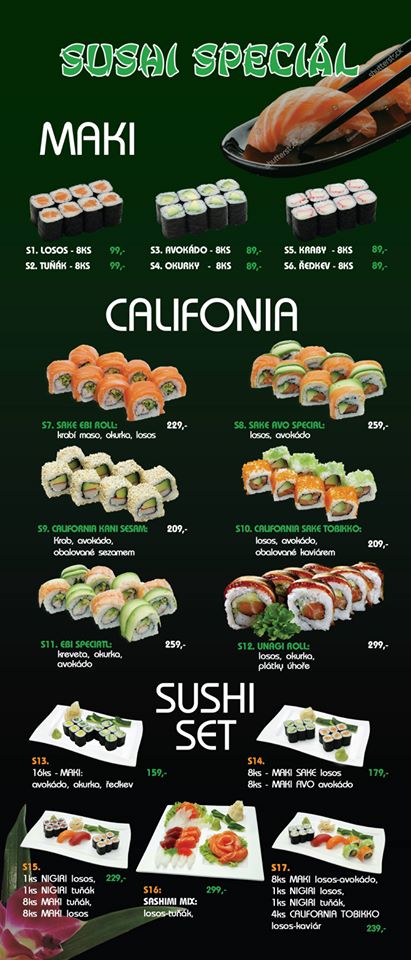 SUSHI SPECIÁL
shutterstock
shutterstock
MAKI
S1. LOSOS - 8KS 99,-
S2. TUŇÁK - 8KS 99,-
S3. AVOKÁDO - 8KS 89,-
S4. OKURKY - 8KS 89,-
S5. KRABY - 8KS 89,-
S6. ŘEDKEV - 8KS 89,-
CALIFONIA
S7. SAKE EBI ROLL: 229,-
krabí maso, okurka, losos
S8. SAKE AVO SPECIAL: 259,-
losos, avokádo
S9. CALIFORNIA KANI SESAM: 209,-
Krab, avokádo,
obalované sezamem
S10. CALIFORNIA SAKE TOBIKKO:
losos, avokádo,
obalované kaviárem 209,-
S11. EBI SPECIATL: 259,-
kreveta, okurka,
avokádo
S12. UNAGI ROLL: 299,-
losos, okurka,
plátky úhoře
SUSHI
SET
S13.
16ks - MAKI: 159,-
avokádo, okurka, ředkev
S14.
8ks - MAKI SAKE losos 179,-
8ks - MAKI AVO avokádo
S15.
1ks NIGIRI losos, 229,-
1ks NIGIRI tuňák
8ks MAKI tuňák,
8ks MAKI losos
S16: 299,-
SASHIMI MIX:
losos-tuňák,
S17.
8ks MAKI losos-avokádo,
1ks NIGIRI losos,
1ks NIGIRI tuňák,
4ks CALIFORNIA TOBIKKO
losos-kaviár 239,-